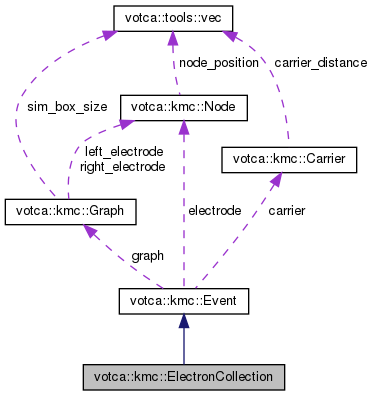 votca::tools::vec
node_position
carrier_distance
sim_box_size
votca::kmc::Node
left_electrode
right_electrode
votca::kmc::Carrier
votca::kmc::Graph
electrode
carrier
graph
votca::kmc::Event
votca::kmc::ElectronCollection